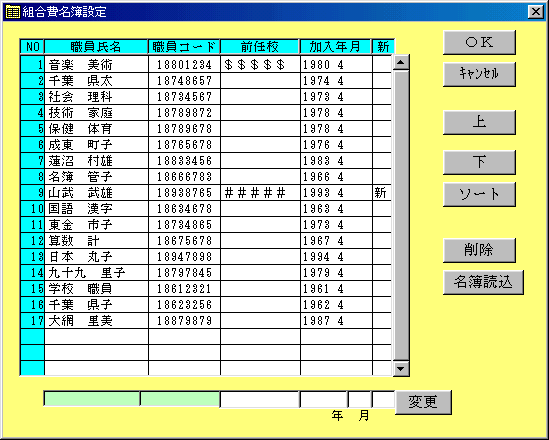 組合費名簿設定
NO 職員氏名 職員コード 前任校 加入年月 新
1 音楽 美術 18801234 ＄＄＄＄＄ 1980 4
2 千葉 県太 18748657 1974 4
3 社会 理科 18734567 1973 4
4 技術 家庭 18789872 1978 4
5 保健 体育 18789678 1978 4
6 成東 町子 18765678 1976 4
7 蓮沼 村雄 18833456 1983 4
8 名簿 管子 18666783 1966 4
9 山武 武雄 18938765 ＃＃＃＃＃ 1993 4 新
10 国語 漢字 18634678 1963 4
11 東金 市子 18734865 1973 4
12 算数 計 18675678 1967 4
13 日本 丸子 18947898 1994 4
14 九十九 里子 18797845 1979 4
15 学校 職員 18612321 1961 4
16 千葉 県子 18623256 1962 4
17 大網 里美 18879879 1987 4
年 月
変更
ＯＫ
ｷｬﾝｾﾙ
上
下
ソート
削除
名簿読込